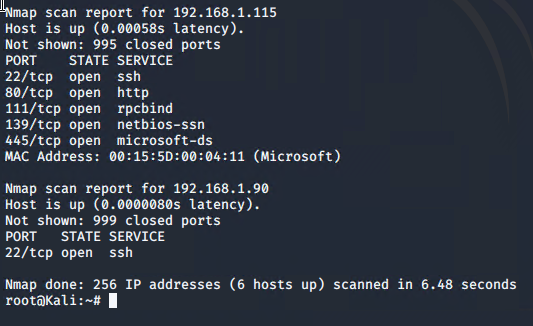 Nmap scan report for 192.168.1.115
Host is up (0.00058s latency).
Not shown: 995 closed ports
PORT    STATE SERVICE
22/tcp  open  ssh
80/tcp  open  http
111/tcp open  rpcbind
139/tcp open  netbios-ssn
445/tcp open  microsoft-ds
MAC Address: 00:15:5D:00:04:11 (Microsoft)

Nmap scan report for 192.168.1.90
Host is up (0.0000080s latency).
Not shown: 999 closed ports
PORT   STATE SERVICE
22/tcp open  ssh

Nmap done: 256 IP addresses (6 hosts up) scanned in 6.48 seconds
root@Kali:~#